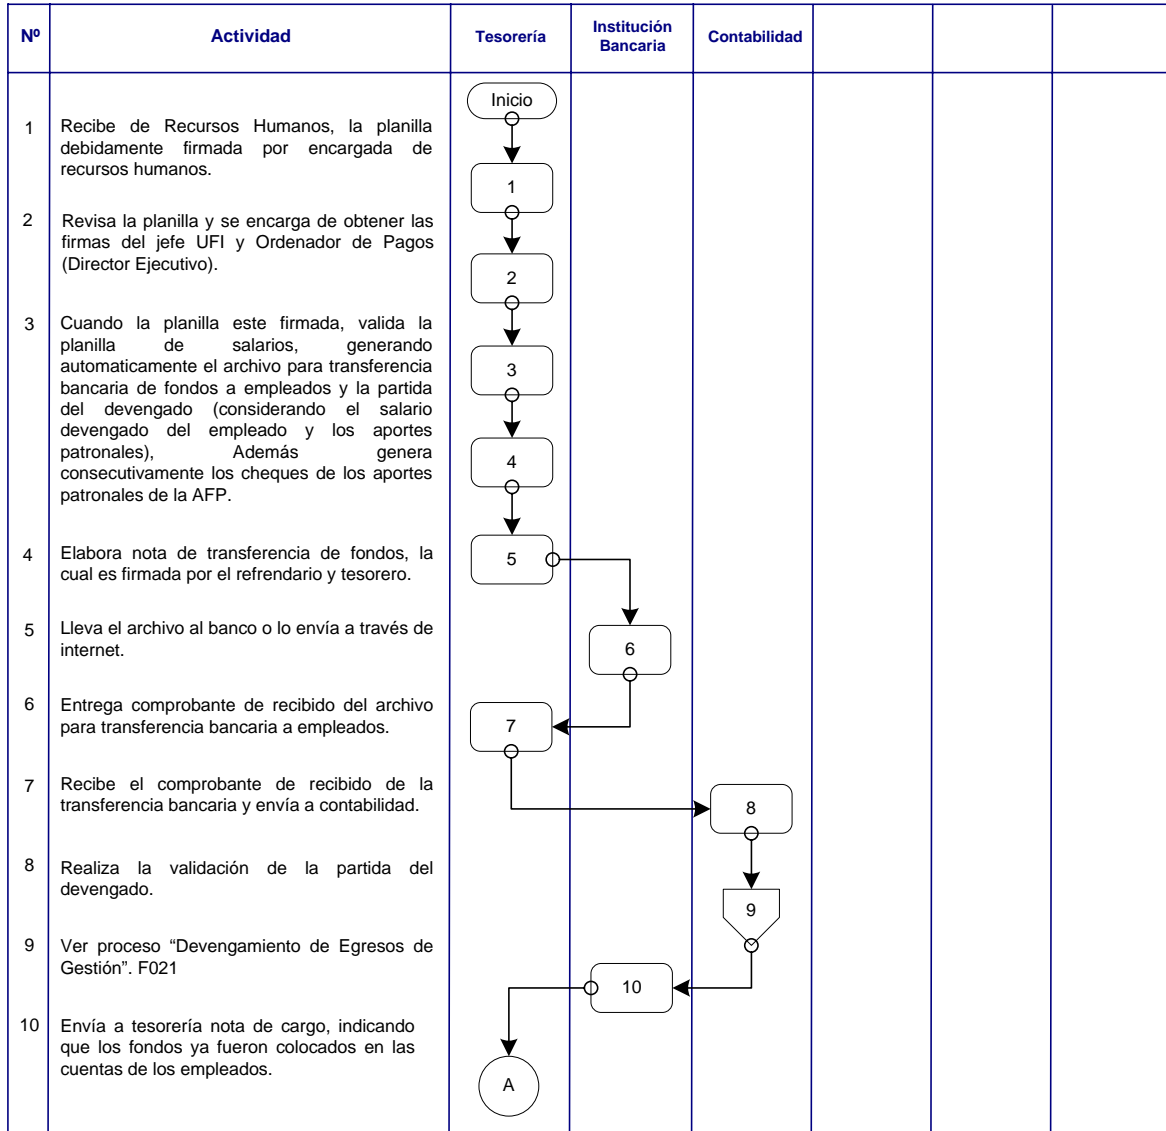 Nº
Actividad
Tesorería
Institución
Bancaria
Contabilidad
Inicio
1
Recibe de Recursos Humanos, la planilla
debidamente firmada por encargada de
recursos humanos.
1
2
Revisa la planilla y se encarga de obtener las
firmas del jefe UFI y Ordenador de Pagos
(Director Ejecutivo).
2
3
Cuando la planilla este firmada, valida la
planilla de salarios, generando
automaticamente el archivo para transferencia
bancaria de fondos a empleados y la partida
del devengado (considerando el salario
devengado del empleado y los aportes
patronales), Además genera
consecutivamente los cheques de los aportes
patronales de la AFP.
3
4
4
Elabora nota de transferencia de fondos, la
cual es firmada por el refrendario y tesorero.
5
5
Lleva el archivo al banco o lo envía a través de
internet.
6
6
Entrega comprobante de recibido del archivo
para transferencia bancaria a empleados.
7
7
Recibe el comprobante de recibido de la
transferencia bancaria y envía a contabilidad.
8
8
Realiza la validación de la partida del
devengado.
9
9
Ver proceso “Devengamiento de Egresos de
Gestión”. F021
10
10
Envía a tesorería nota de cargo, indicando
que los fondos ya fueron colocados en las
cuentas de los empleados.
A